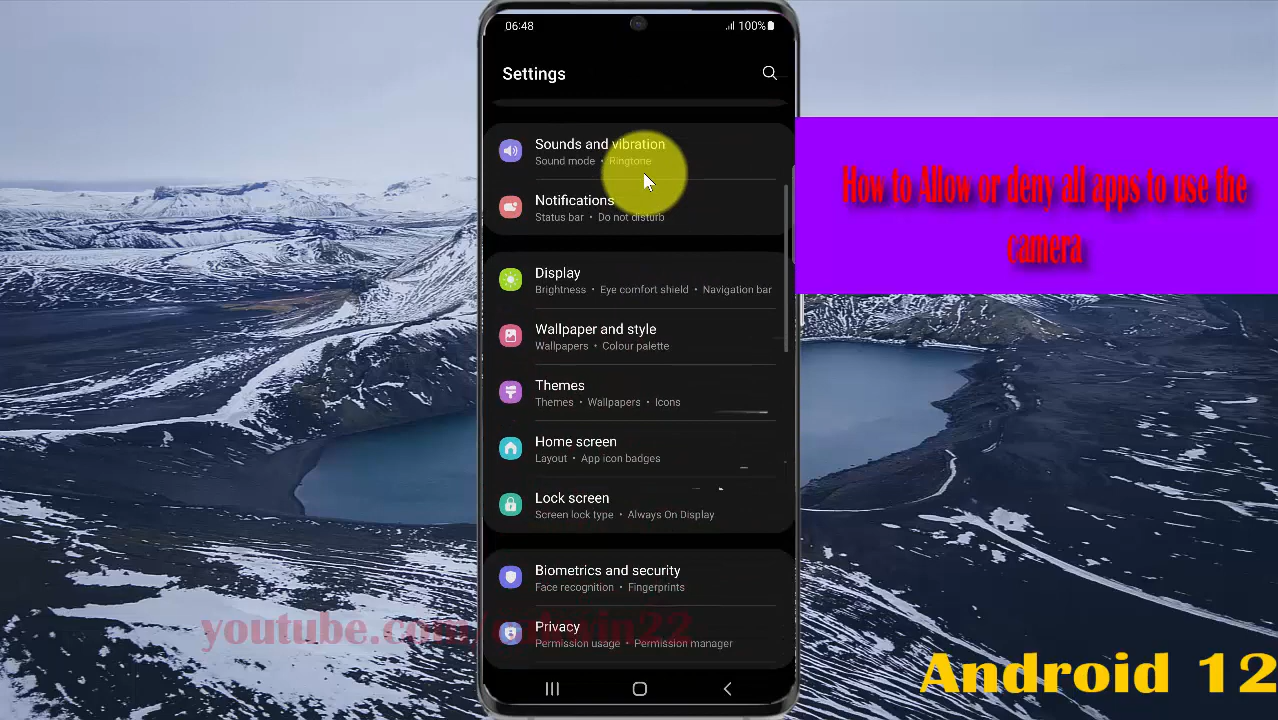 06:48
100%
Settings
Sounds and vibration
Sound mode • Ringtone
Notifications
Status bar • Do not disturb
Display
Brightness • Eye comfort shield • Navigation bar
Wallpaper and style
Wallpapers • Colour palette
Themes
Themes • Wallpapers • Icons
Home screen
Layout • App icon badges
Lock screen
Screen lock type • Always On Display
Biometrics and security
Face recognition • Fingerprints
Privacy
Permission usage • Permission manager
How to Allow or deny all apps to use the
camera
youtube.com/
Android 12